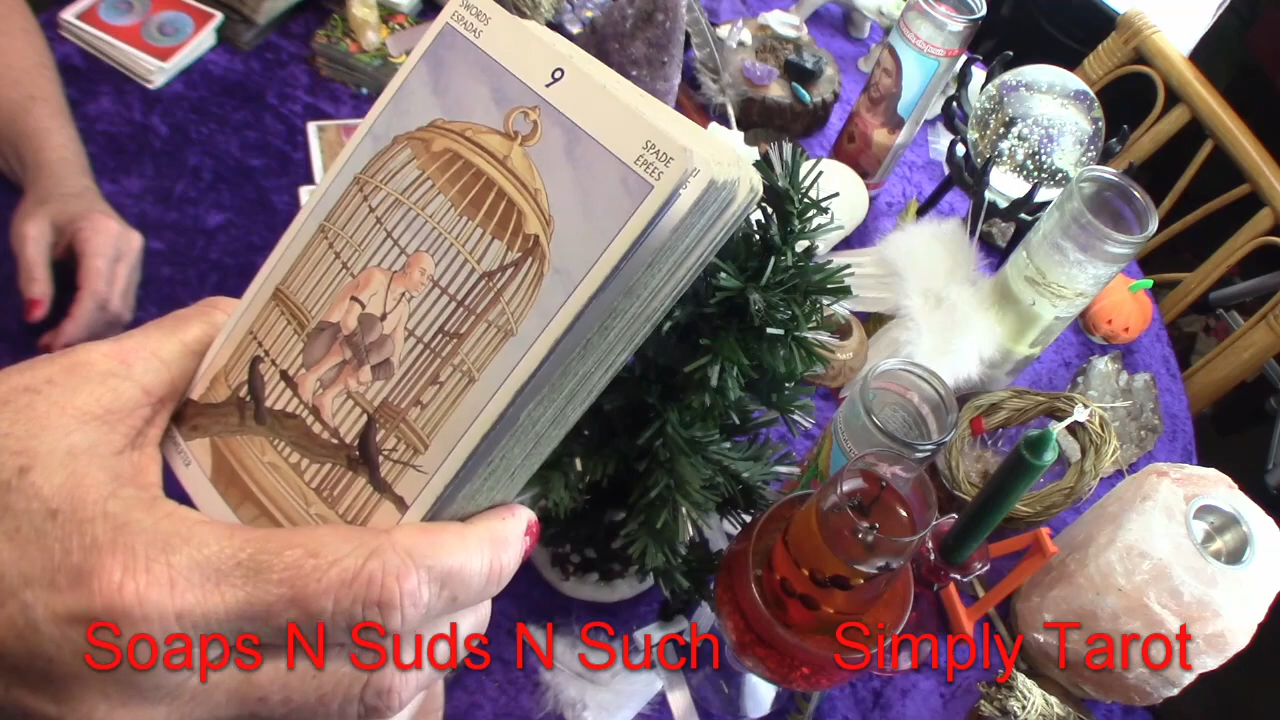 SWORDS
ESPADAS
9
SPADE
ÉPÉES
Soaps N Suds N Such
Simply Tarot